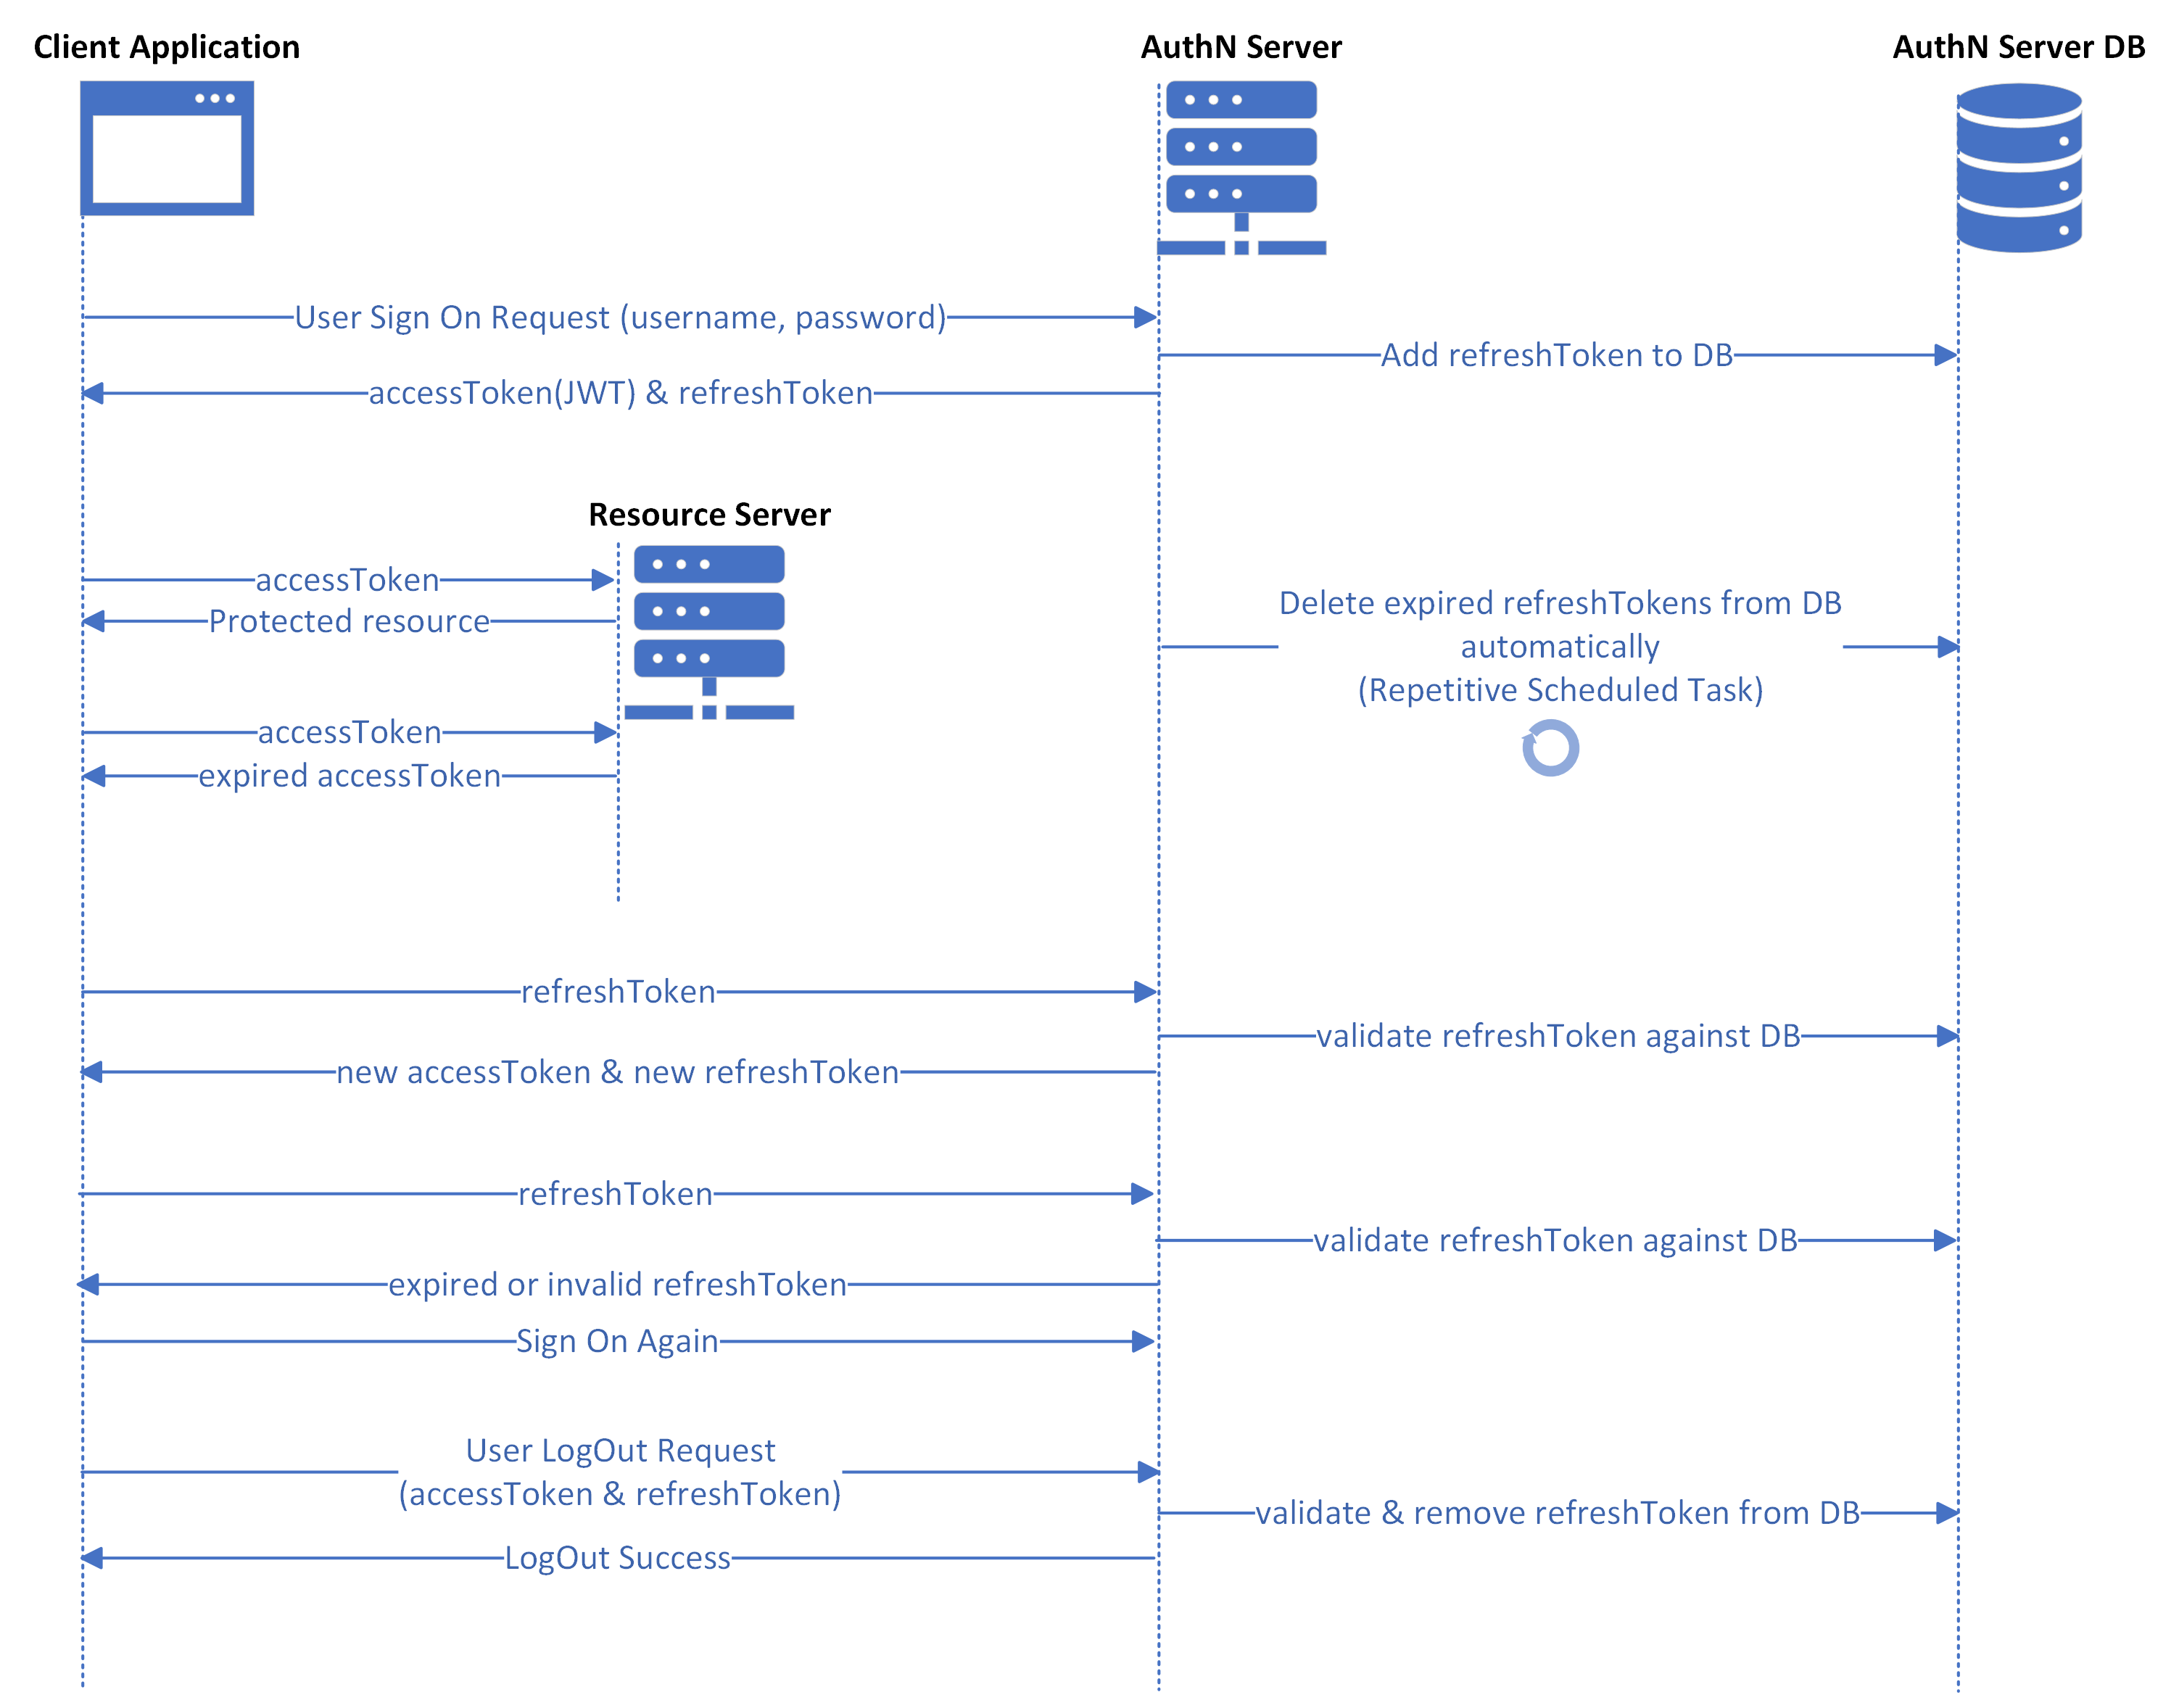 Client Application
AuthN Server
AuthN Server DB
User Sign On Request (username, password)
Add refreshToken to DB
accessToken(JWT) & refreshToken
Resource Server
accessToken
Protected resource
Delete expired refreshTokens from DB
automatically
(Repetitive Scheduled Task)
accessToken
expired accessToken
refreshToken
validate refreshToken against DB
new accessToken & new refreshToken
refreshToken
validate refreshToken against DB
expired or invalid refreshToken
Sign On Again
User LogOut Request
(accessToken & refreshToken)
validate & remove refreshToken from DB
LogOut Success